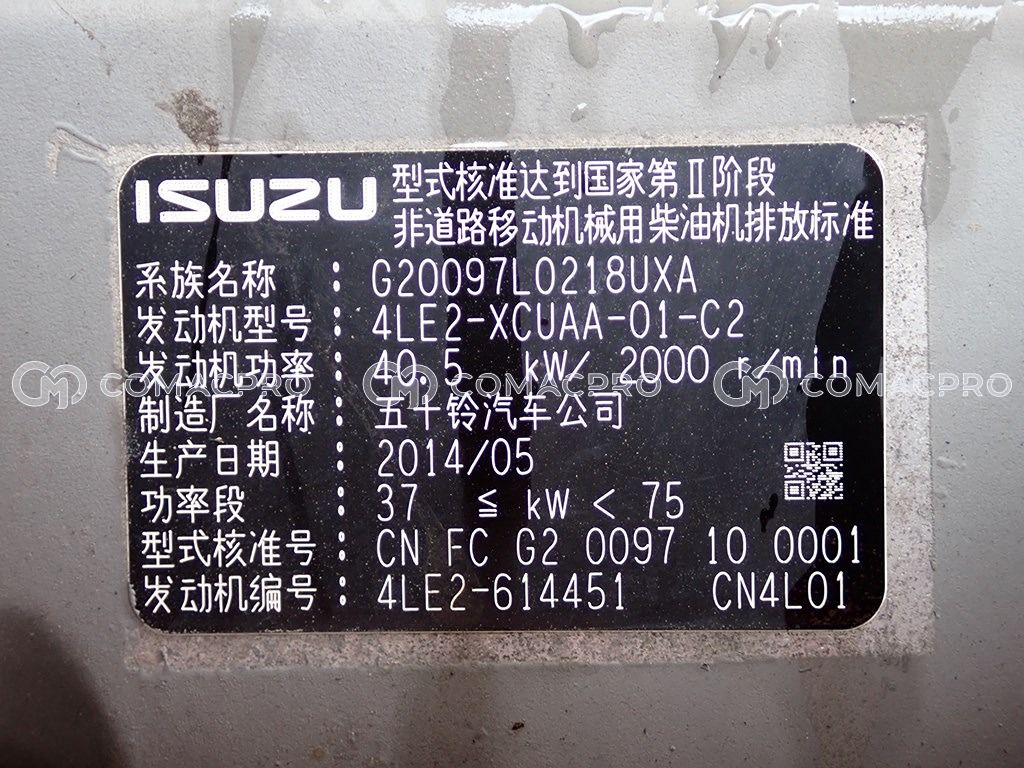 ISUZU
型式核准达到国家第Ⅱ阶段
非道路移动机械用柴油机排放标准
系族名称 : G20097L0218UXA
发动机型号 : 4LE2-XCUAA-01-C2
发动机功率 : 40.5 kW/ 2000 r/min
制造厂名称 : 五十铃汽车公司
生产日期 : 2014/05
功率段 : 37 ≦ kW < 75
型式核准号 : CN FC G2 0097 10 0001
发动机编号 : 4LE2-614451 CN4L01
COMACPRO COMACPRO COMACPRO